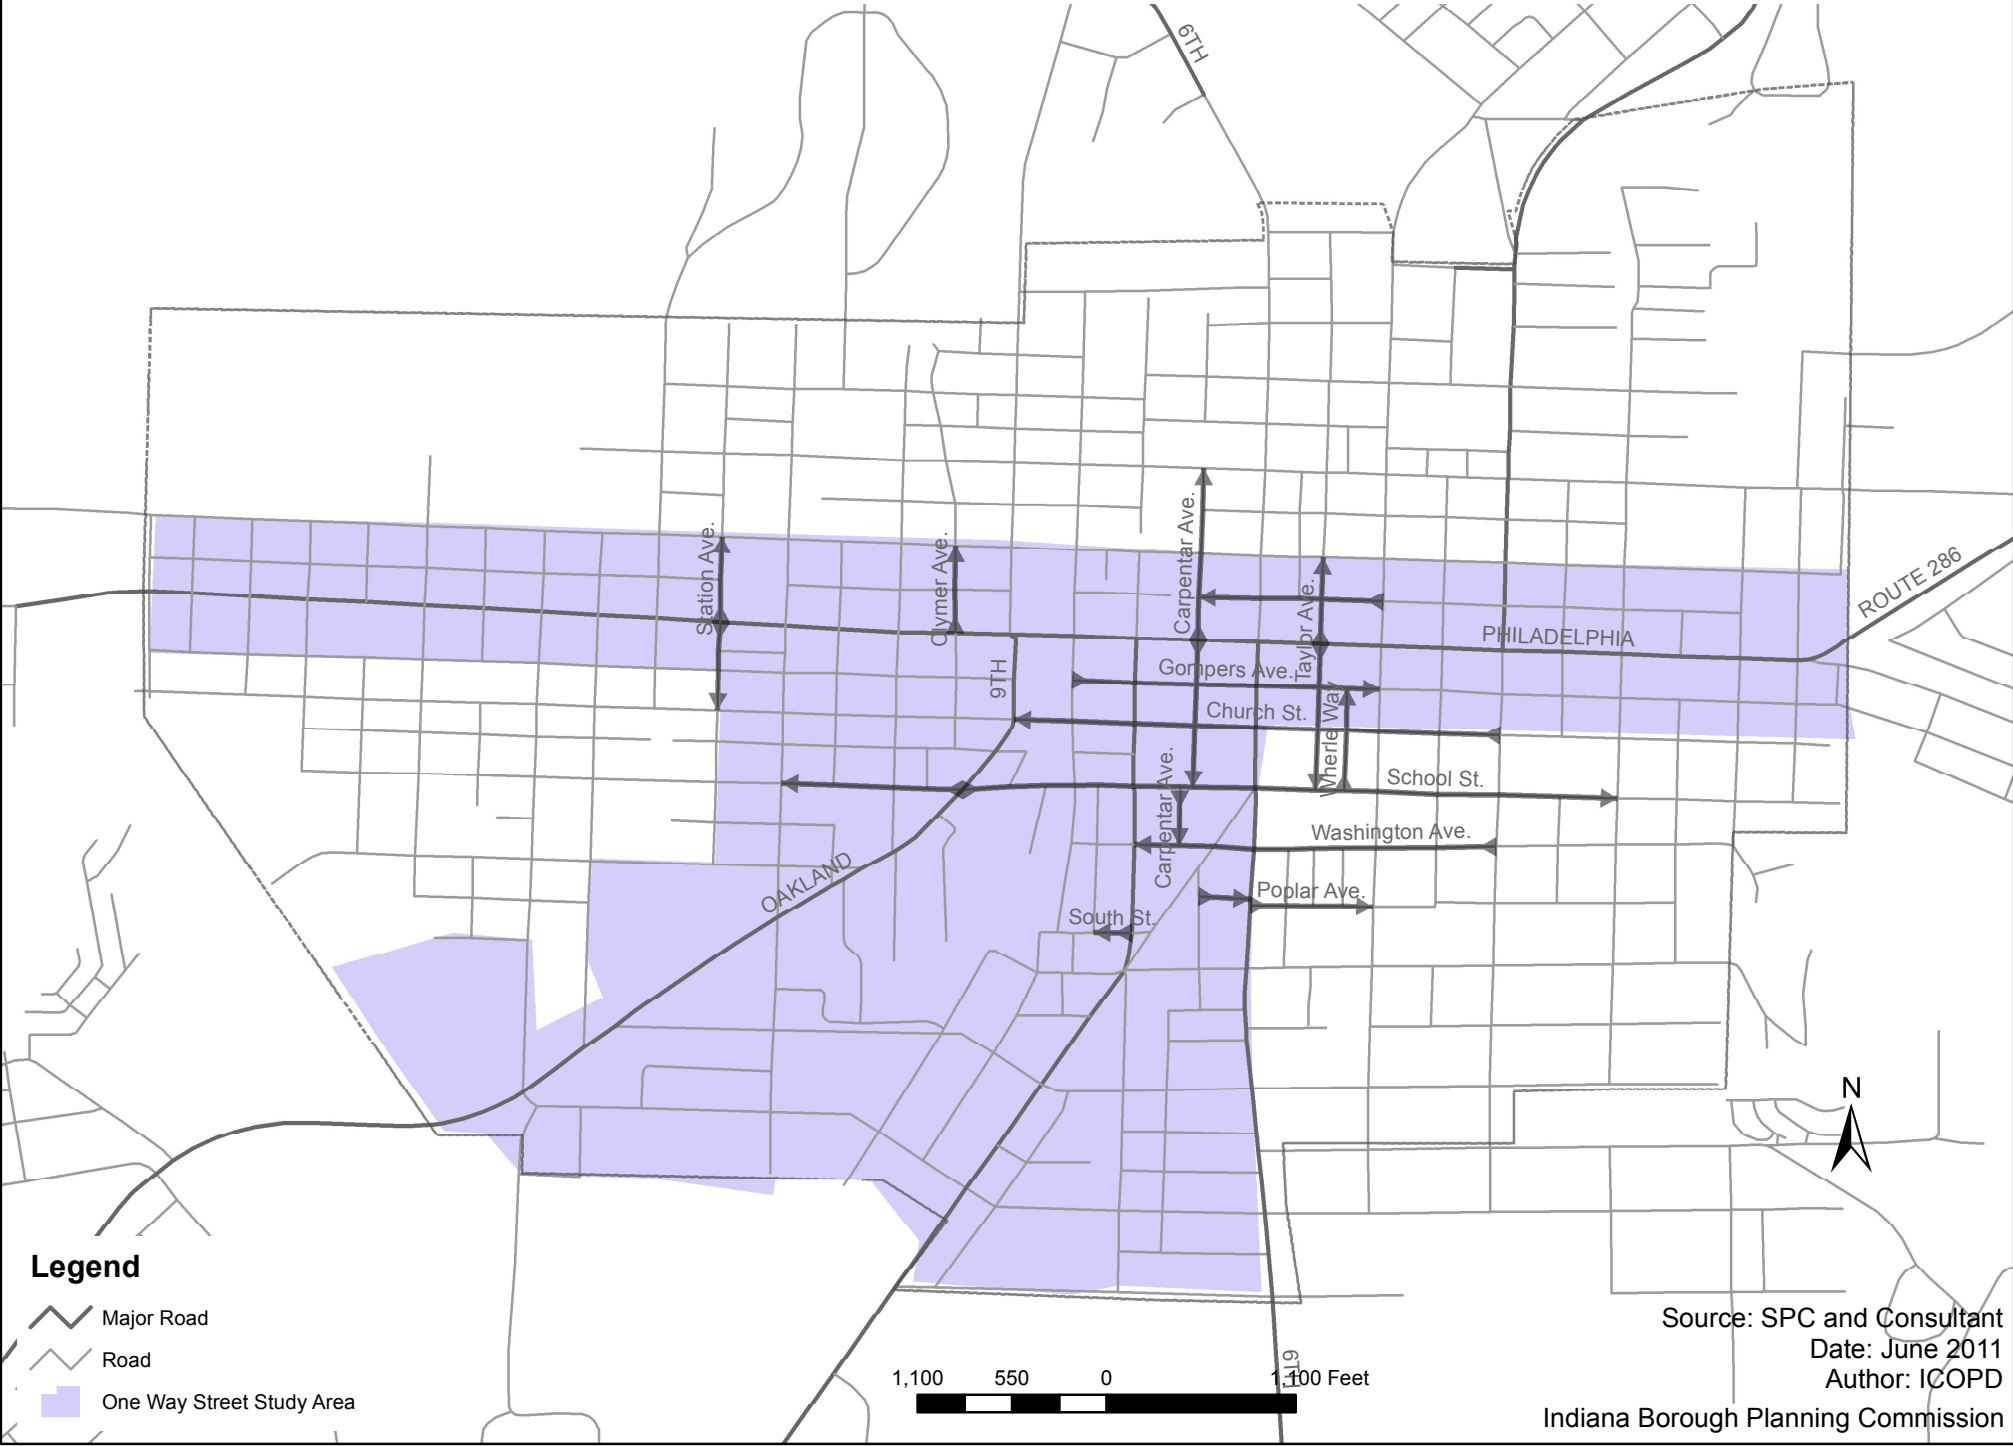 6TH
Station Ave.
Clymer Ave.
Carpentar Ave.
Taylor Ave.
ROUTE 286
PHILADELPHIA
9TH
Gompers Ave.
Church St.
Wherle Way
School St.
Carpentar Ave.
Washington Ave.
OAKLAND
Poplar Ave.
South St.
N
Legend
Major Road
Road
One Way Street Study Area
1,100 550 0 1,100 Feet
6TH
Source: SPC and Consultant
Date: June 2011
Author: ICOPD
Indiana Borough Planning Commission